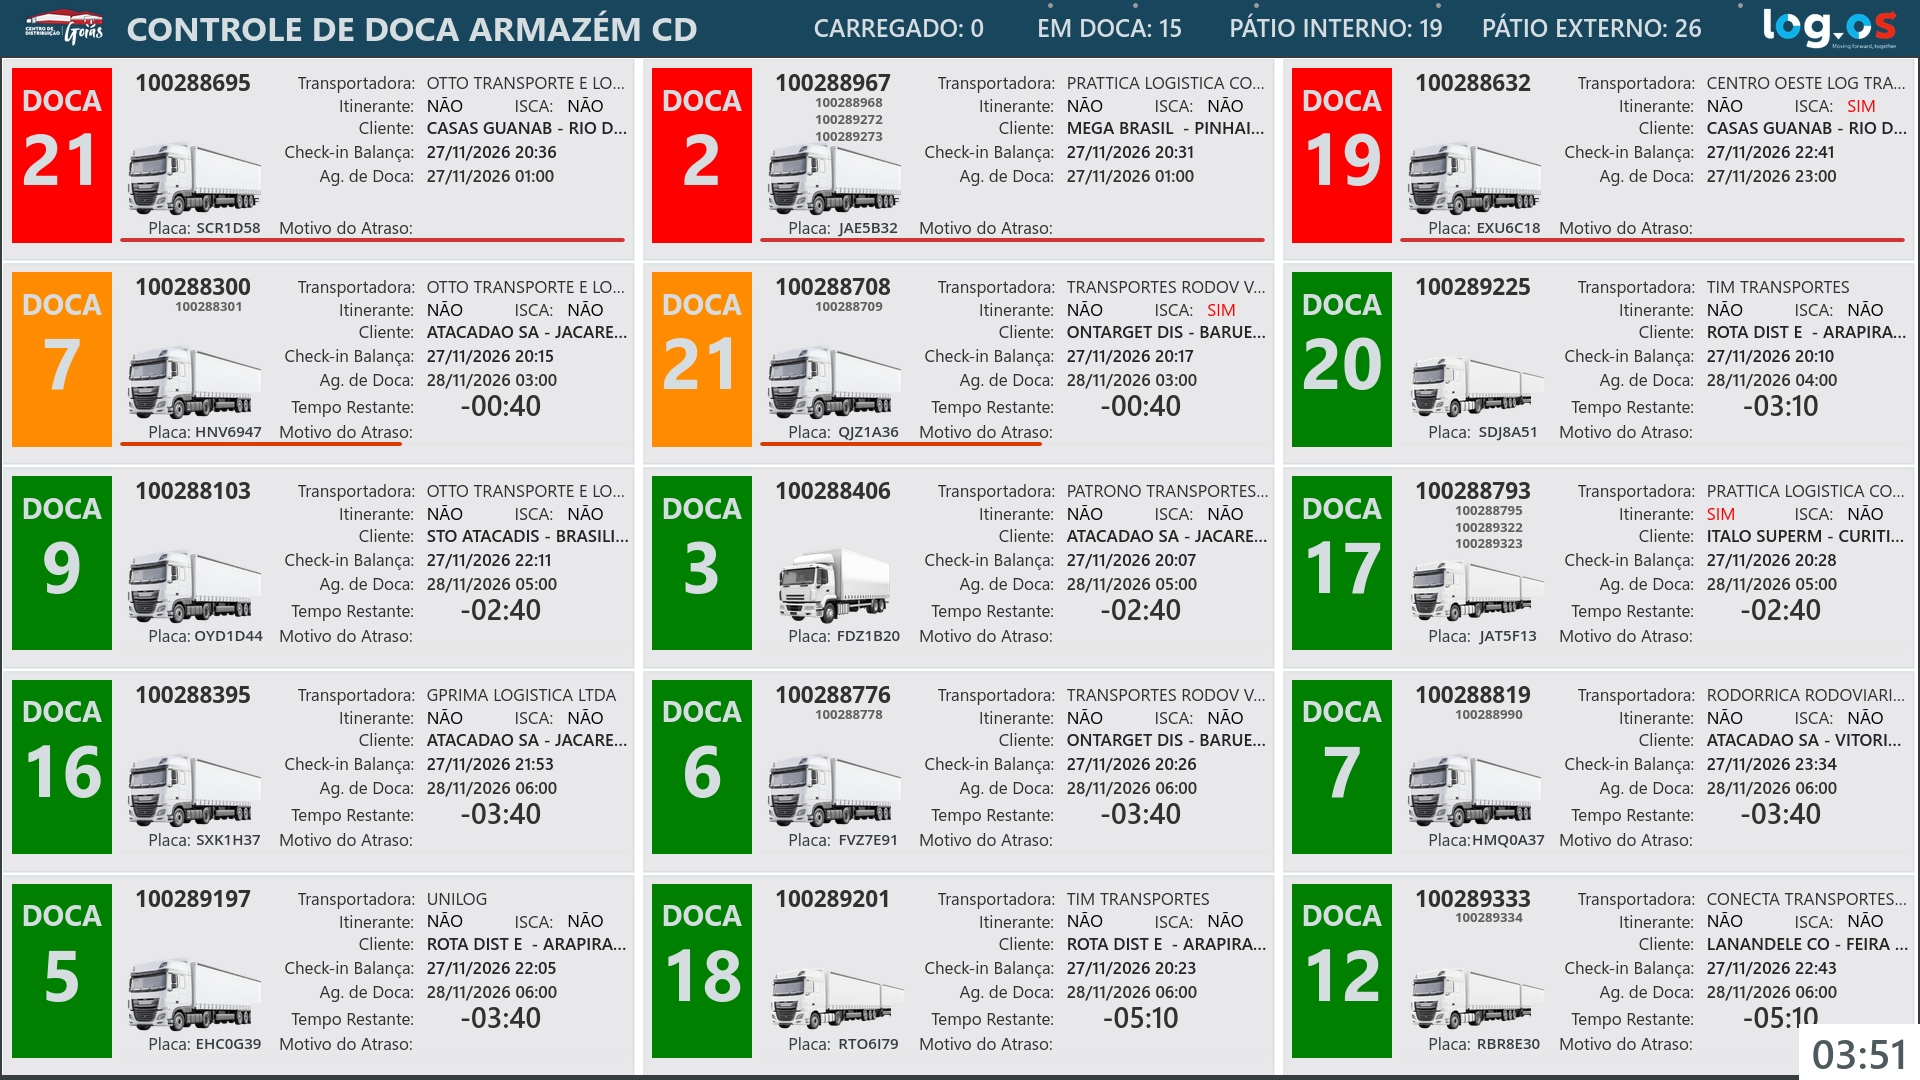 CENTRO DE DISTRIBUIÇÃO Goiás
CONTROLE DE DOCA ARMAZÉM CD
CARREGADO: 0
EM DOCA: 15
PÁTIO INTERNO: 19
PÁTIO EXTERNO: 26
log.os
Moving forward, together
DOCA
21
100288695
Transportadora: OTTO TRANSPORTE E LO...
Itinerante: NÃO ISCA: NÃO
Cliente: CASAS GUANAB - RIO D...
Check-in Balança: 27/11/2026 20:36
Ag. de Doca: 27/11/2026 01:00
Placa: SCR1D58 Motivo do Atraso:
DOCA
2
100288967
100288968
100289272
100289273
Transportadora: PRATTICA LOGISTICA CO...
Itinerante: NÃO ISCA: NÃO
Cliente: MEGA BRASIL - PINHAI...
Check-in Balança: 27/11/2026 20:31
Ag. de Doca: 27/11/2026 01:00
Placa: JAE5B32 Motivo do Atraso:
DOCA
19
100288632
Transportadora: CENTRO OESTE LOG TRA...
Itinerante: NÃO ISCA: SIM
Cliente: CASAS GUANAB - RIO D...
Check-in Balança: 27/11/2026 22:41
Ag. de Doca: 27/11/2026 23:00
Placa: EXU6C18 Motivo do Atraso:
DOCA
7
100288300
100288301
Transportadora: OTTO TRANSPORTE E LO...
Itinerante: NÃO ISCA: NÃO
Cliente: ATACADAO SA - JACARE...
Check-in Balança: 27/11/2026 20:15
Ag. de Doca: 28/11/2026 03:00
Tempo Restante: -00:40
Placa: HNV6947 Motivo do Atraso:
DOCA
21
100288708
100288709
Transportadora: TRANSPORTES RODOV V...
Itinerante: NÃO ISCA: SIM
Cliente: ONTARGET DIS - BARUE...
Check-in Balança: 27/11/2026 20:17
Ag. de Doca: 28/11/2026 03:00
Tempo Restante: -00:40
Placa: QJZ1A36 Motivo do Atraso:
DOCA
20
100289225
Transportadora: TIM TRANSPORTES
Itinerante: NÃO ISCA: NÃO
Cliente: ROTA DIST E - ARAPIRA...
Check-in Balança: 27/11/2026 20:10
Ag. de Doca: 28/11/2026 04:00
Tempo Restante: -03:10
Placa: SDJ8A51 Motivo do Atraso:
DOCA
9
100288103
Transportadora: OTTO TRANSPORTE E LO...
Itinerante: NÃO ISCA: NÃO
Cliente: STO ATACADIS - BRASILI...
Check-in Balança: 27/11/2026 22:11
Ag. de Doca: 28/11/2026 05:00
Tempo Restante: -02:40
Placa: OYD1D44 Motivo do Atraso:
DOCA
3
100288406
Transportadora: PATRONO TRANSPORTES...
Itinerante: NÃO ISCA: NÃO
Cliente: ATACADAO SA - JACARE...
Check-in Balança: 27/11/2026 20:07
Ag. de Doca: 28/11/2026 05:00
Tempo Restante: -02:40
Placa: FDZ1B20 Motivo do Atraso:
DOCA
17
100288793
100288795
100289322
100289323
Transportadora: PRATTICA LOGISTICA CO...
Itinerante: SIM ISCA: NÃO
Cliente: ITALO SUPERM - CURITI...
Check-in Balança: 27/11/2026 20:28
Ag. de Doca: 28/11/2026 05:00
Tempo Restante: -02:40
Placa: JAT5F13 Motivo do Atraso:
DOCA
16
100288395
Transportadora: GPRIMA LOGISTICA LTDA
Itinerante: NÃO ISCA: NÃO
Cliente: ATACADAO SA - JACARE...
Check-in Balança: 27/11/2026 21:53
Ag. de Doca: 28/11/2026 06:00
Tempo Restante: -03:40
Placa: SXK1H37 Motivo do Atraso:
DOCA
6
100288776
100288778
Transportadora: TRANSPORTES RODOV V...
Itinerante: NÃO ISCA: NÃO
Cliente: ONTARGET DIS - BARUE...
Check-in Balança: 27/11/2026 20:26
Ag. de Doca: 28/11/2026 06:00
Tempo Restante: -03:40
Placa: FVZ7E91 Motivo do Atraso:
DOCA
7
100288819
100288990
Transportadora: RODORRICA RODOVIARI...
Itinerante: NÃO ISCA: NÃO
Cliente: ATACADAO SA - VITORI...
Check-in Balança: 27/11/2026 23:34
Ag. de Doca: 28/11/2026 06:00
Tempo Restante: -03:40
Placa: HMQ0A37 Motivo do Atraso:
DOCA
5
100289197
Transportadora: UNILOG
Itinerante: NÃO ISCA: NÃO
Cliente: ROTA DIST E - ARAPIRA...
Check-in Balança: 27/11/2026 22:05
Ag. de Doca: 28/11/2026 06:00
Tempo Restante: -03:40
Placa: EHC0G39 Motivo do Atraso:
DOCA
18
100289201
Transportadora: TIM TRANSPORTES
Itinerante: NÃO ISCA: NÃO
Cliente: ROTA DIST E - ARAPIRA...
Check-in Balança: 27/11/2026 20:23
Ag. de Doca: 28/11/2026 06:00
Tempo Restante: -05:10
Placa: RTO6I79 Motivo do Atraso:
DOCA
12
100289333
100289334
Transportadora: CONECTA TRANSPORTES...
Itinerante: NÃO ISCA: NÃO
Cliente: LANANDELE CO - FEIRA ...
Check-in Balança: 27/11/2026 22:43
Ag. de Doca: 28/11/2026 06:00
Tempo Restante: -05:10
Placa: RBR8E30 Motivo do Atraso:
03:51